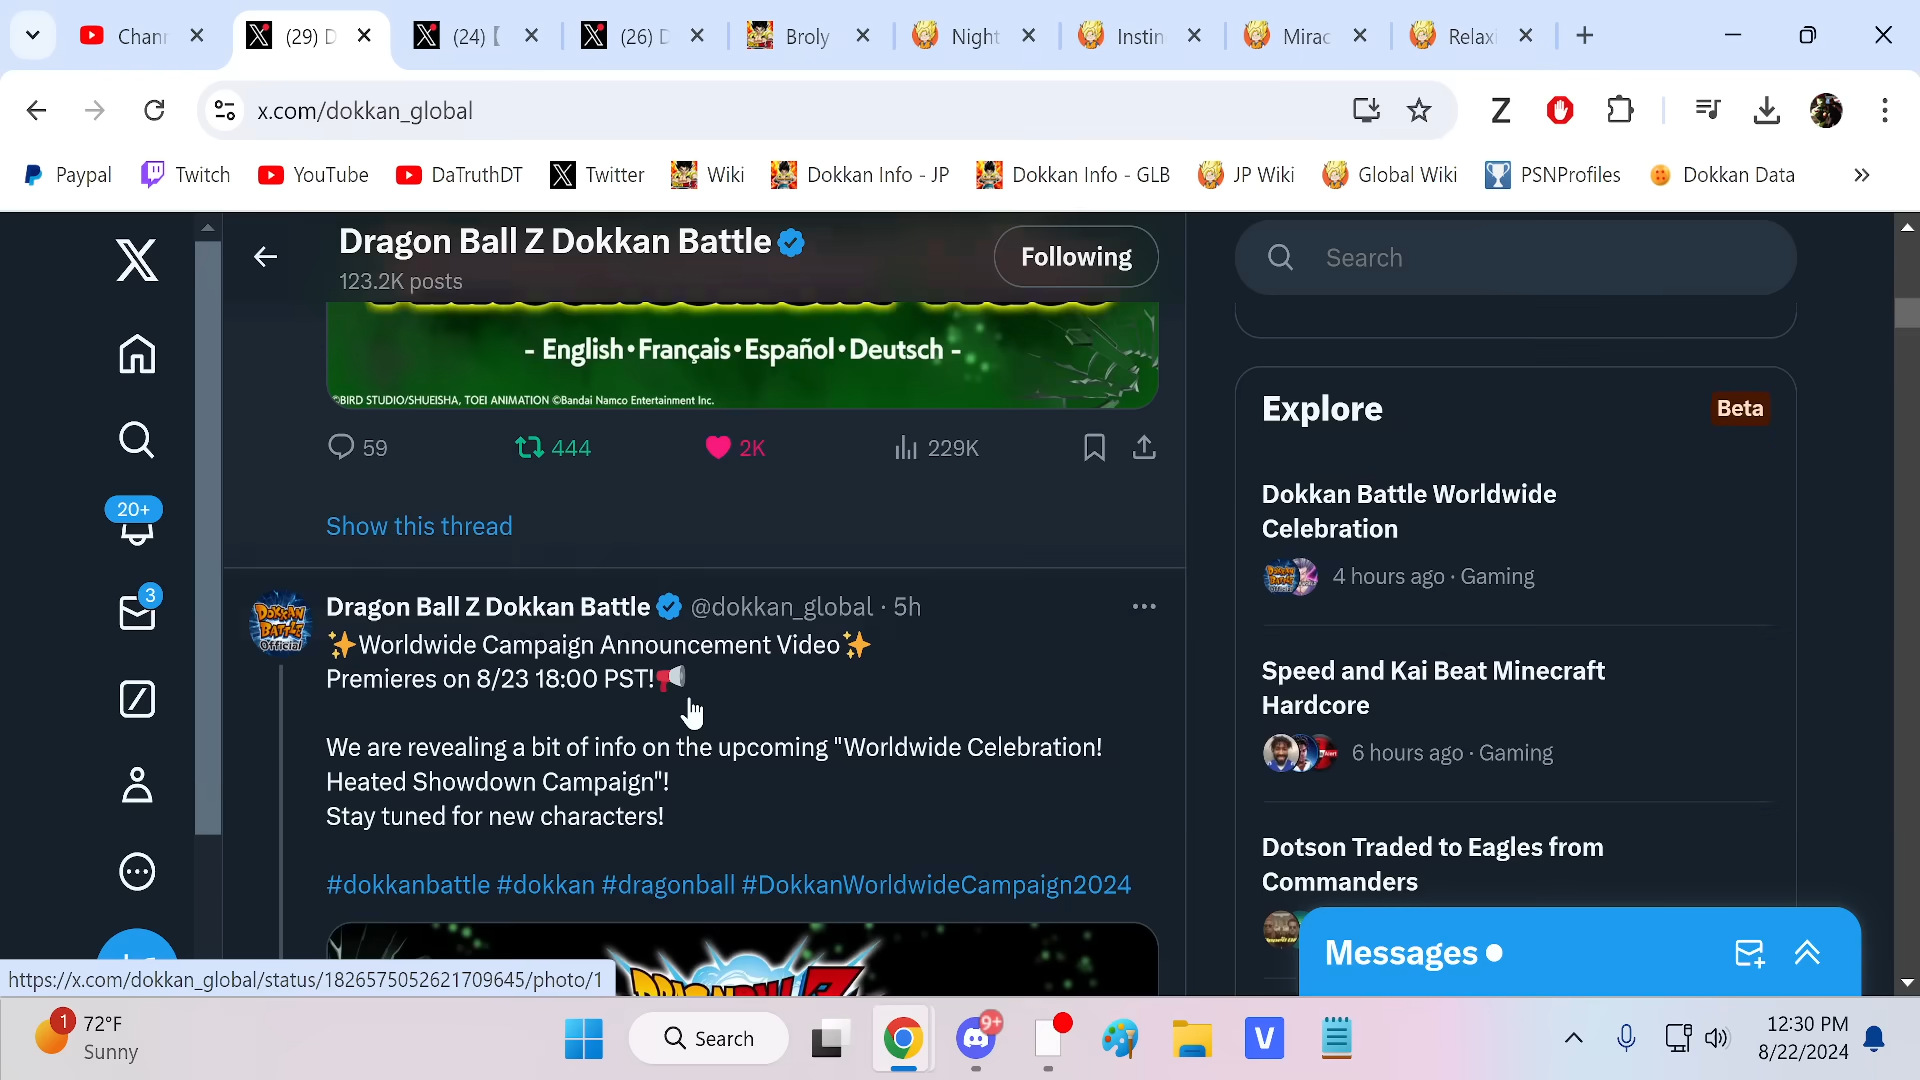 Chanr
(29) D
(24) [
(26) D
Broly
Night
Instin
Mirac
Relaxi
x.com/dokkan_global
Z
Paypal
Twitch
YouTube
DaTruthDT
Twitter
Wiki
Dokkan Info - JP
Dokkan Info - GLB
JP Wiki
Global Wiki
PSNProfiles
Dokkan Data
»
Dragon Ball Z Dokkan Battle
123.2K posts
Following
Search
- English•Français•Español•Deutsch -
©BIRD STUDIO/SHUEISHA, TOEI ANIMATION ©Bandai Namco Entertainment Inc.
59
444
2K
229K
Show this thread
20+
3
Explore
Beta
Dokkan Battle Worldwide
Celebration
4 hours ago · Gaming
Speed and Kai Beat Minecraft
Hardcore
6 hours ago · Gaming
Dotson Traded to Eagles from
Commanders
DOKKAN
BATTLE
Official
Dragon Ball Z Dokkan Battle @dokkan_global · 5h
✨Worldwide Campaign Announcement Video✨
Premieres on 8/23 18:00 PST!📢
We are revealing a bit of info on the upcoming "Worldwide Celebration!
Heated Showdown Campaign"!
Stay tuned for new characters!
#dokkanbattle #dokkan #dragonball #DokkanWorldwideCampaign2024
Messages
https://x.com/dokkan_global/status/1826575052621709645/photo/1
1
72°F
Sunny
Search
9+
V
12:30 PM
8/22/2024